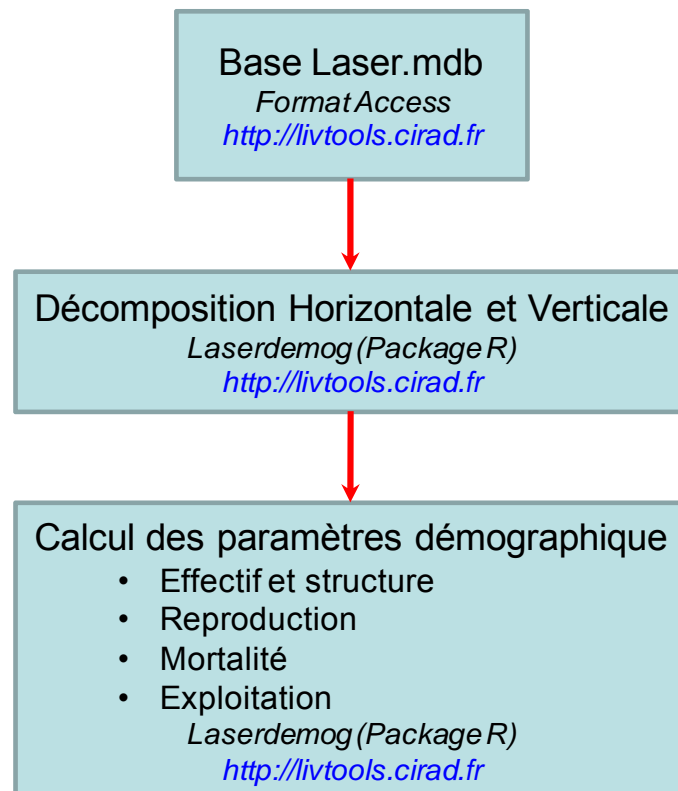 Base Laser.mdb
Format Access
http://livtools.cirad.fr
Décomposition Horizontale et Verticale
Laserdemog (Package R)
http://livtools.cirad.fr
Calcul des paramètres démographique
• Effectif et structure
• Reproduction
• Mortalité
• Exploitation
Laserdemog (Package R)
http://livtools.cirad.fr